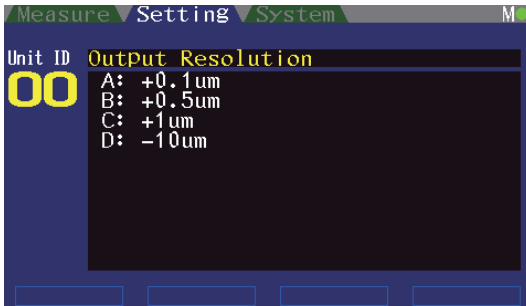 Measure Setting System M
Unit ID
00
Output Resolution
A: +0.1um
B: +0.5um
C: +1um
D: -10um